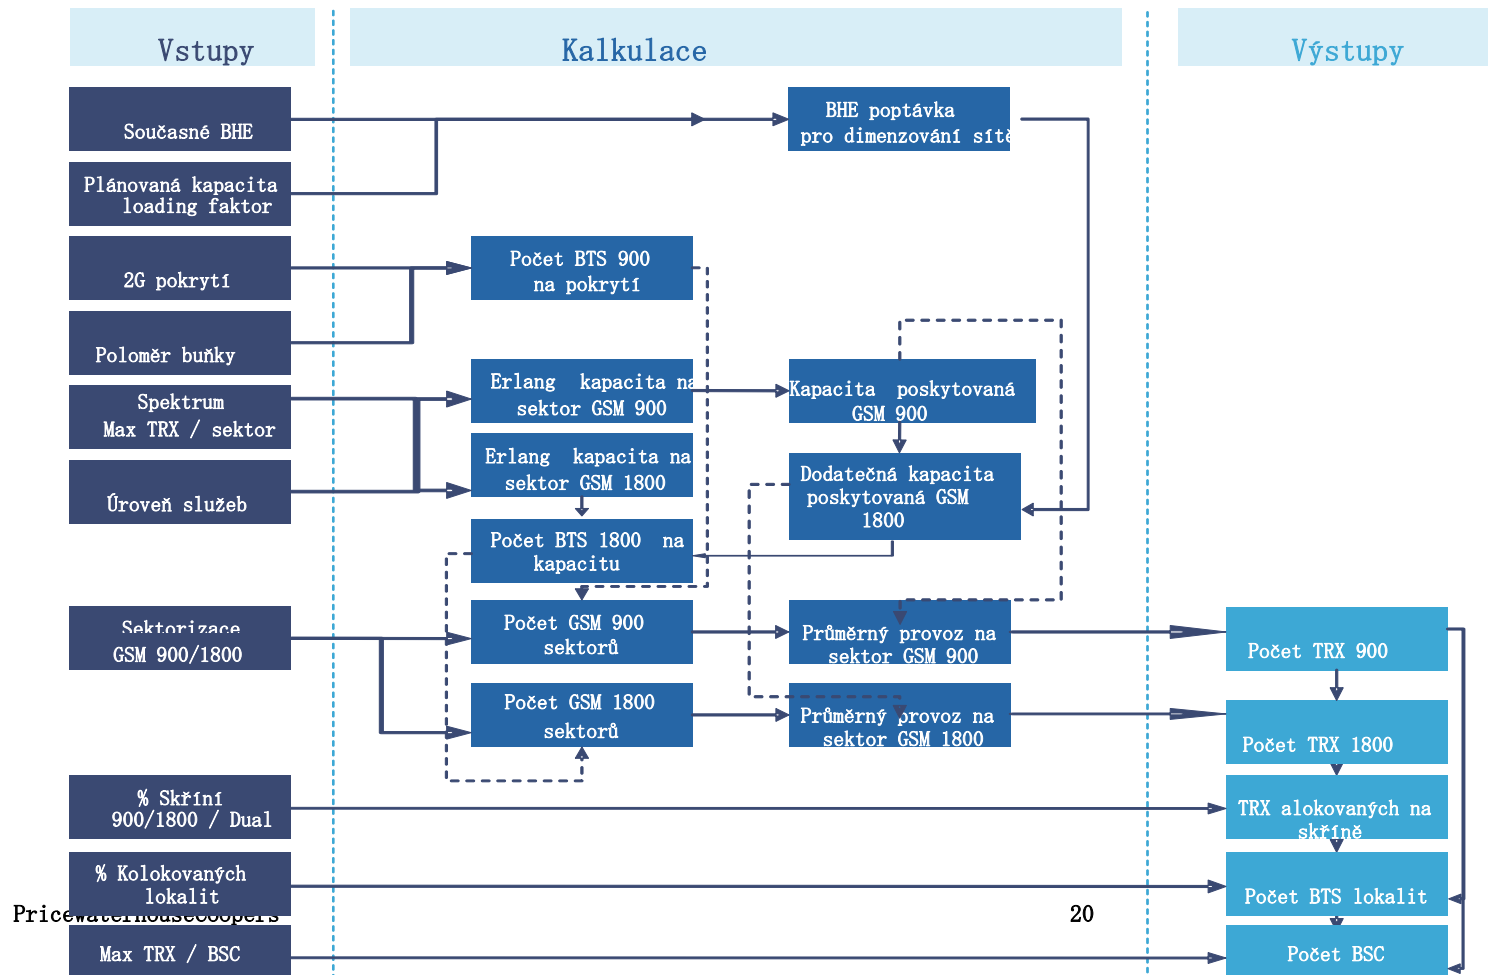 Vstupy
Kalkulace
Výstupy
Současné BHE
BHE poptávka
pro dimenzování sítě
Plánovaná kapacita
loading faktor
2G pokrytí
Počet BTS 900
na pokrytí
Poloměr buňky
Spektrum
Max TRX / sektor
Erlang kapacita na
sektor GSM 900
Kapacita poskytovaná
GSM 900
Úroveň služeb
Erlang kapacita na
sektor GSM 1800
Dodatečná kapacita
poskytovaná GSM
1800
Počet BTS 1800 na
kapacitu
Sektorizace
GSM 900/1800
Počet GSM 900
sektorů
Průměrný provoz na
sektor GSM 900
Počet TRX 900
Počet GSM 1800
sektorů
Průměrný provoz na
sektor GSM 1800
Počet TRX 1800
% Skříní
900/1800 / Dual
TRX alokovaných na
skříně
% Kolokovaných
lokalit
Počet BTS lokalit
PricewaterhouseCoopers
20
Max TRX / BSC
Počet BSC